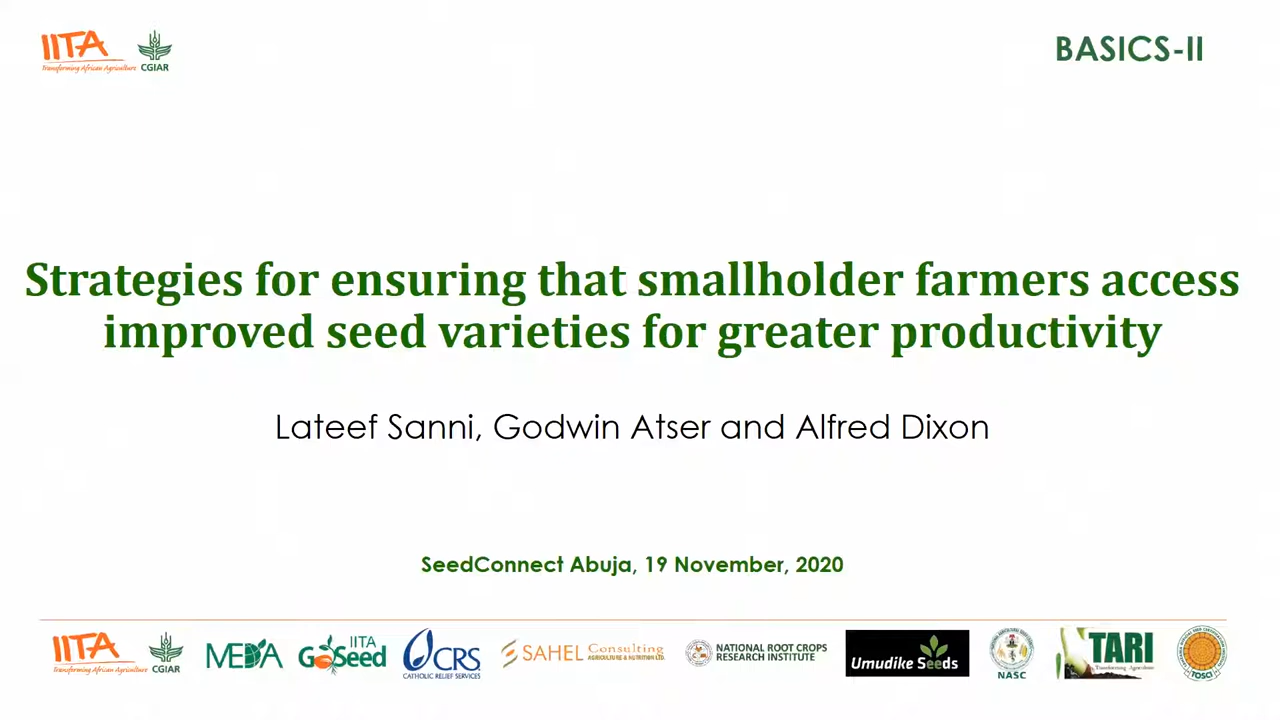 IITA
Transforming African Agriculture
CGIAR
BASICS-II
Strategies for ensuring that smallholder farmers access
improved seed varieties for greater productivity
Lateef Sanni, Godwin Atser and Alfred Dixon
SeedConnect Abuja, 19 November, 2020
IITA
Transforming African Agriculture
CGIAR
MEDA
IITA
GoSeed
CRS
CATHOLIC RELIEF SERVICES
SAHEL Consulting
AGRICULTURE & NUTRITION LTD.
NATIONAL ROOT CROPS
RESEARCH INSTITUTE
Umudike Seeds
NASC
TARI
Transforming Agriculture
TOSCI